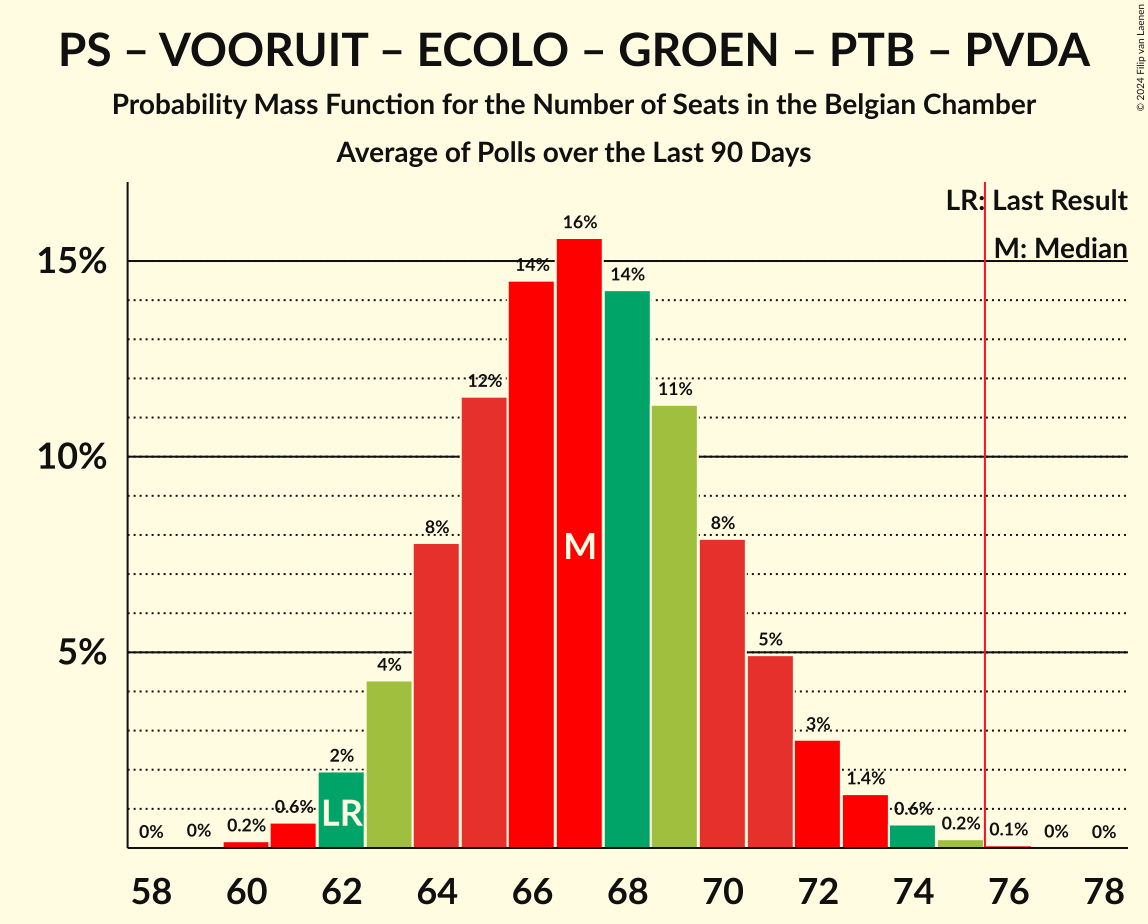 PS – VOORUIT – ECOLO – GROEN – PTB – PVDA
Probability Mass Function for the Number of Seats in the Belgian Chamber
Average of Polls over the Last 90 Days
© 2024 Filip van Laenen
LR: Last Result
M: Median
15%
10%
5%
0%
0%
0.2%
0.6%
2%
4%
8%
12%
14%
16%
14%
11%
8%
5%
3%
1.4%
0.6%
0.2%
0.1%
0%
0%
M
LR
58 60 62 64 66 68 70 72 74 76 78